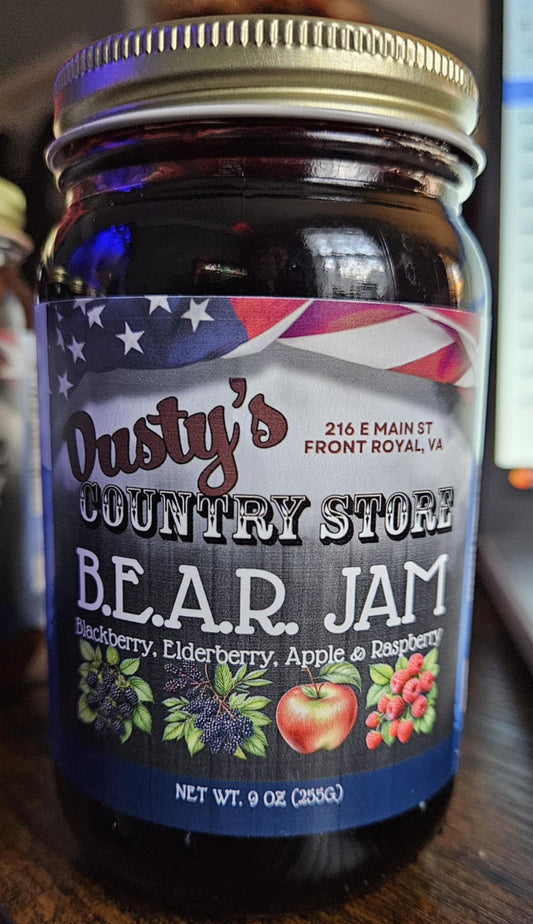 Dusty's
216 E MAIN ST
FRONT ROYAL, VA
COUNTRY STORE
B.E.A.R. JAM
Blackberry, Elderberry, Apple & Raspberry
NET WT. 9 OZ (255G)